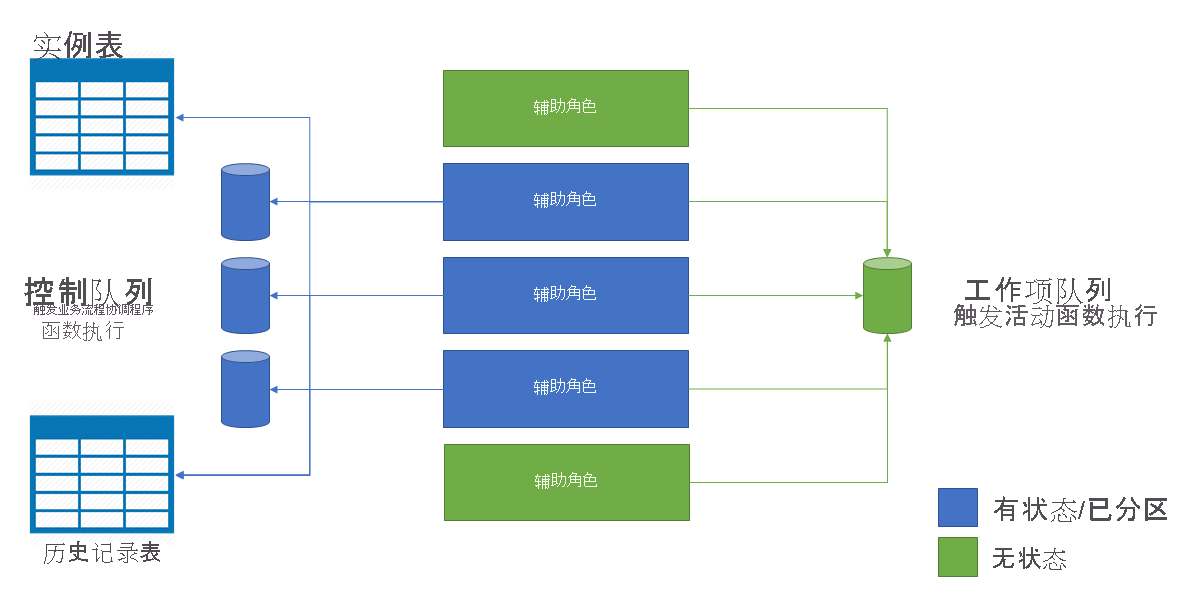 实例表
辅助角色
辅助角色
辅助角色
辅助角色
辅助角色
控制队列
触发业务流程协调程序
函数执行
工作项队列
触发活动函数执行
历史记录表
有状态/已分区
无状态